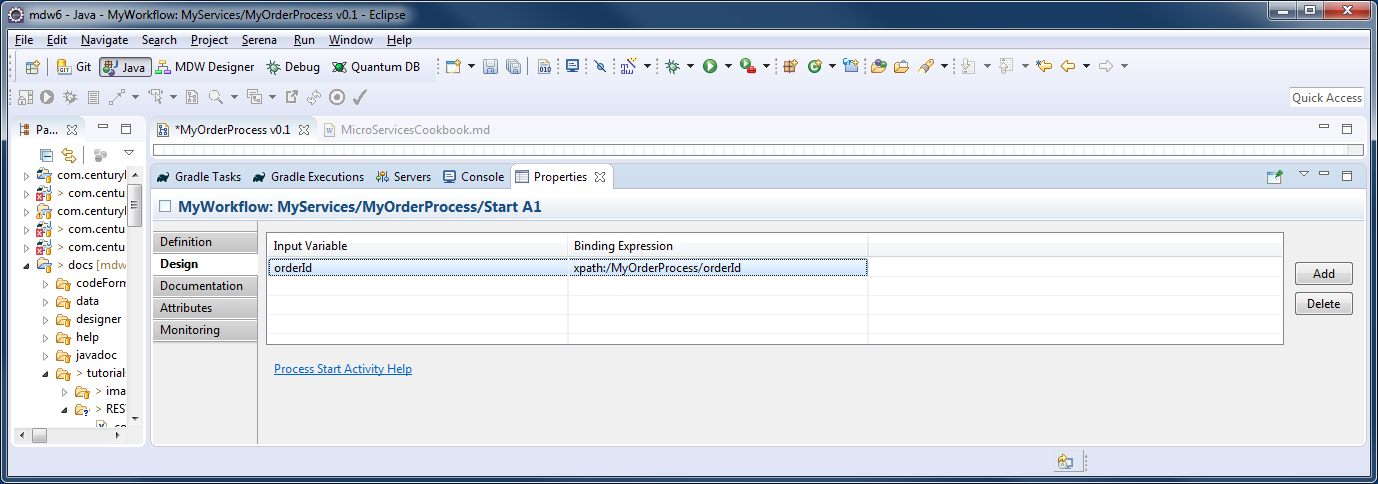 mdw6 - Java - MyWorkflow: MyServices/MyOrderProcess v0.1 - Eclipse
File Edit Navigate Search Project Serena Run Window Help
Git Java MDW Designer Debug Quantum DB
Quick Access
Pa...
*MyOrderProcess v0.1 MicroServicesCookbook.md
com.centuryl
> com.centu
com.centuryl
> com.centu
> com.centu
> docs [mdw
codeForm
data
designer
help
javadoc
> tutorial
> ima
> RES
Gradle Tasks Gradle Executions Servers Console Properties
MyWorkflow: MyServices/MyOrderProcess/Start A1
Definition
Design
Documentation
Attributes
Monitoring
Input Variable Binding Expression
orderId xpath:/MyOrderProcess/orderId
Add
Delete
Process Start Activity Help